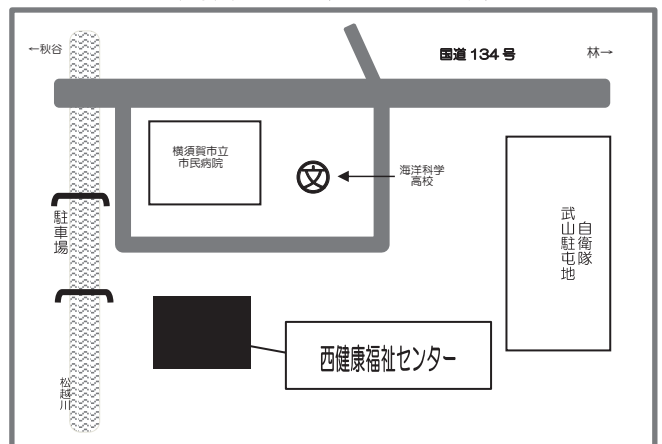 ←秋谷
国道134号
林→
横須賀市立
市民病院
文
海洋科学
高校
自衛隊
武山駐屯地
駐車場
西健康福祉センター
松越川